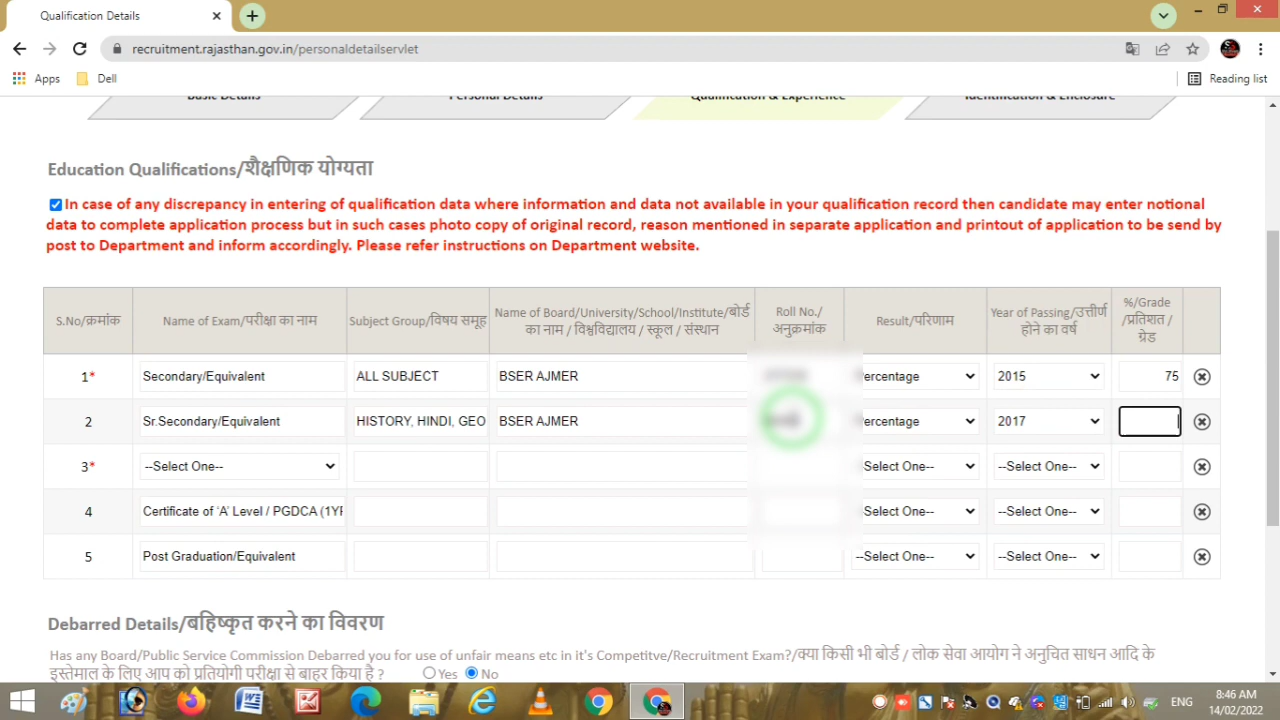 Qualification Details
recruitment.rajasthan.gov.in/personaldetailservlet
Apps Dell Reading list
Basic Details Personal Details Qualification & Experience Identification & Enclosure
Education Qualifications/शैक्षणिक योग्यता
In case of any discrepancy in entering of qualification data where information and data not available in your qualification record then candidate may enter notional
data to complete application process but in such cases photo copy of original record, reason mentioned in separate application and printout of application to be send by
post to Department and inform accordingly. Please refer instructions on Department website.
S.No/क्रमांक
Name of Exam/परीक्षा का नाम
Subject Group/विषय समूह
Name of Board/University/School/Institute/बोर्ड
का नाम / विश्वविद्यालय / स्कूल / संस्थान
Roll No./
अनुक्रमांक
Result/परिणाम
Year of Passing/उत्तीर्ण
होने का वर्ष
%/Grade
/प्रतिशत /
ग्रेड
1* Secondary/Equivalent ALL SUBJECT BSER AJMER ercentage 2015 75
2 Sr.Secondary/Equivalent HISTORY, HINDI, GEO BSER AJMER ercentage 2017
3* --Select One-- Select One-- --Select One--
4 Certificate of 'A' Level / PGDCA (1YF Select One-- --Select One--
5 Post Graduation/Equivalent --Select One-- --Select One--
Debarred Details/बहिष्कृत करने का विवरण
Has any Board/Public Service Commission Debarred you for use of unfair means etc in it's Competitve/Recruitment Exam?/क्या किसी भी बोर्ड / लोक सेवा आयोग ने अनुचित साधन आदि के
इस्तेमाल के लिए आप को प्रतियोगी परीक्षा से बाहर किया है ? Yes No
ENG
8:46 AM
14/02/2022